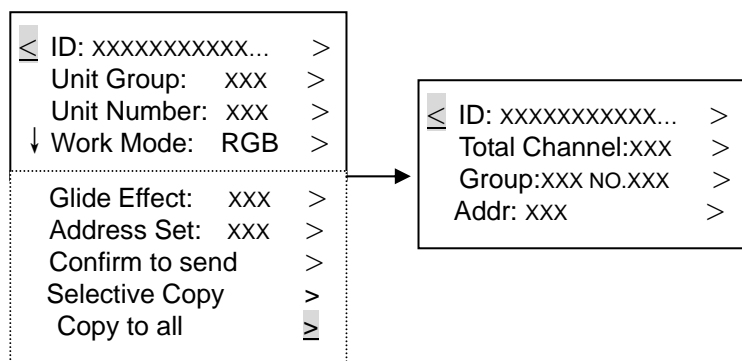 < ID: XXXXXXXXXXX... >
Unit Group: XXX >
Unit Number: XXX >
↓ Work Mode: RGB >
Glide Effect: XXX >
Address Set: XXX >
Confirm to send >
Selective Copy >
Copy to all >
< ID: XXXXXXXXXXX... >
Total Channel:XXX >
Group:XXX NO.XXX >
Addr: XXX >